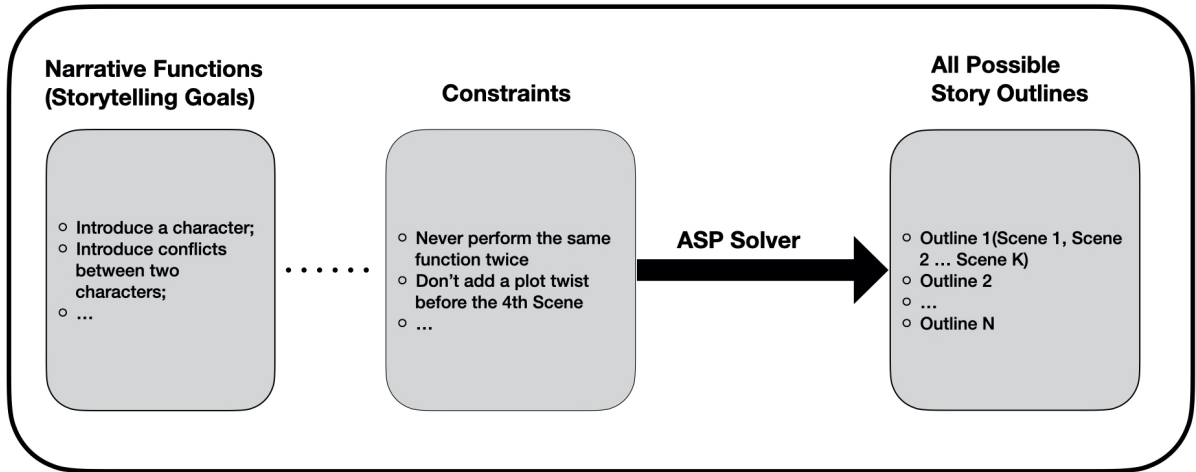 Narrative Functions
(Storytelling Goals)
○ Introduce a character;
○ Introduce conflicts
between two
characters;
○ ...
Constraints
○ Never perform the same
function twice
○ Don’t add a plot twist
before the 4th Scene
○ ...
ASP Solver
All Possible
Story Outlines
○ Outline 1(Scene 1, Scene
2 ... Scene K)
○ Outline 2
○ ...
○ Outline N